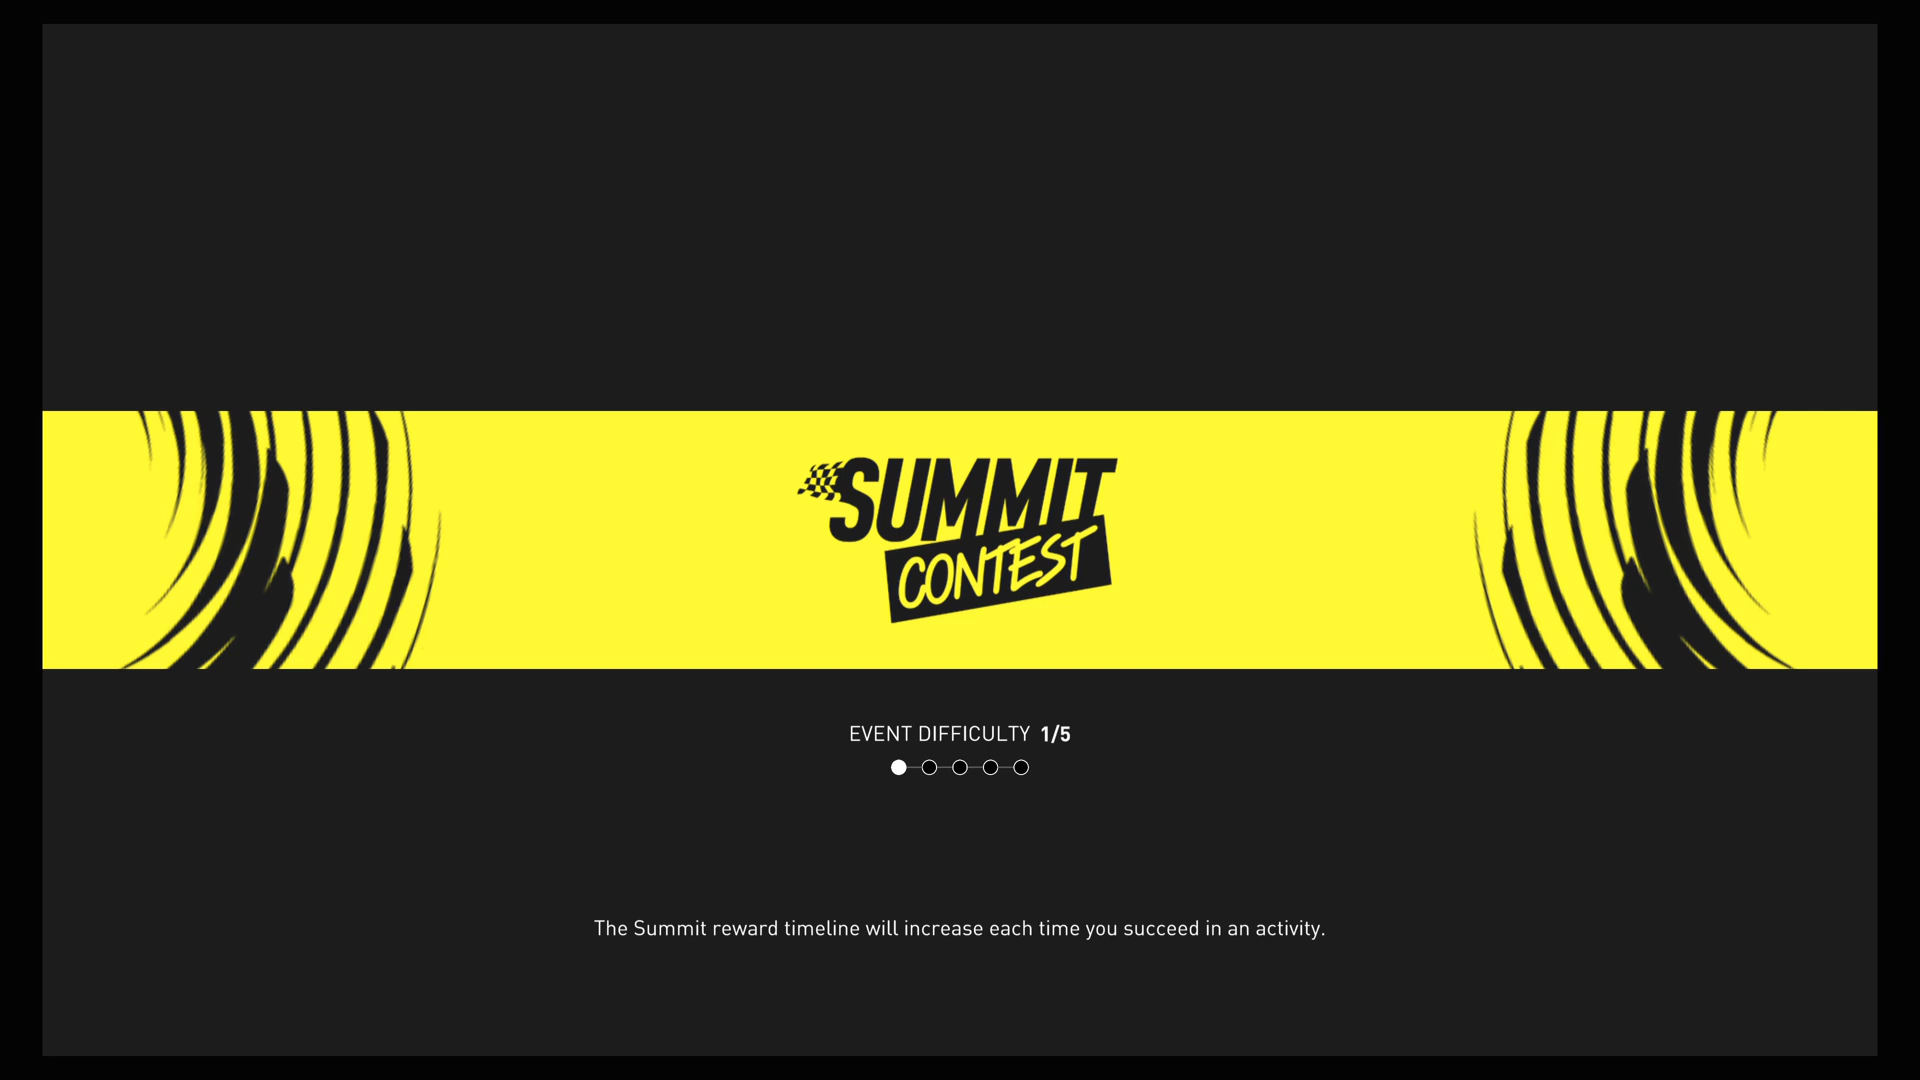 SUMMIT
CONTEST
EVENT DIFFICULTY 1/5
The Summit reward timeline will increase each time you succeed in an activity.